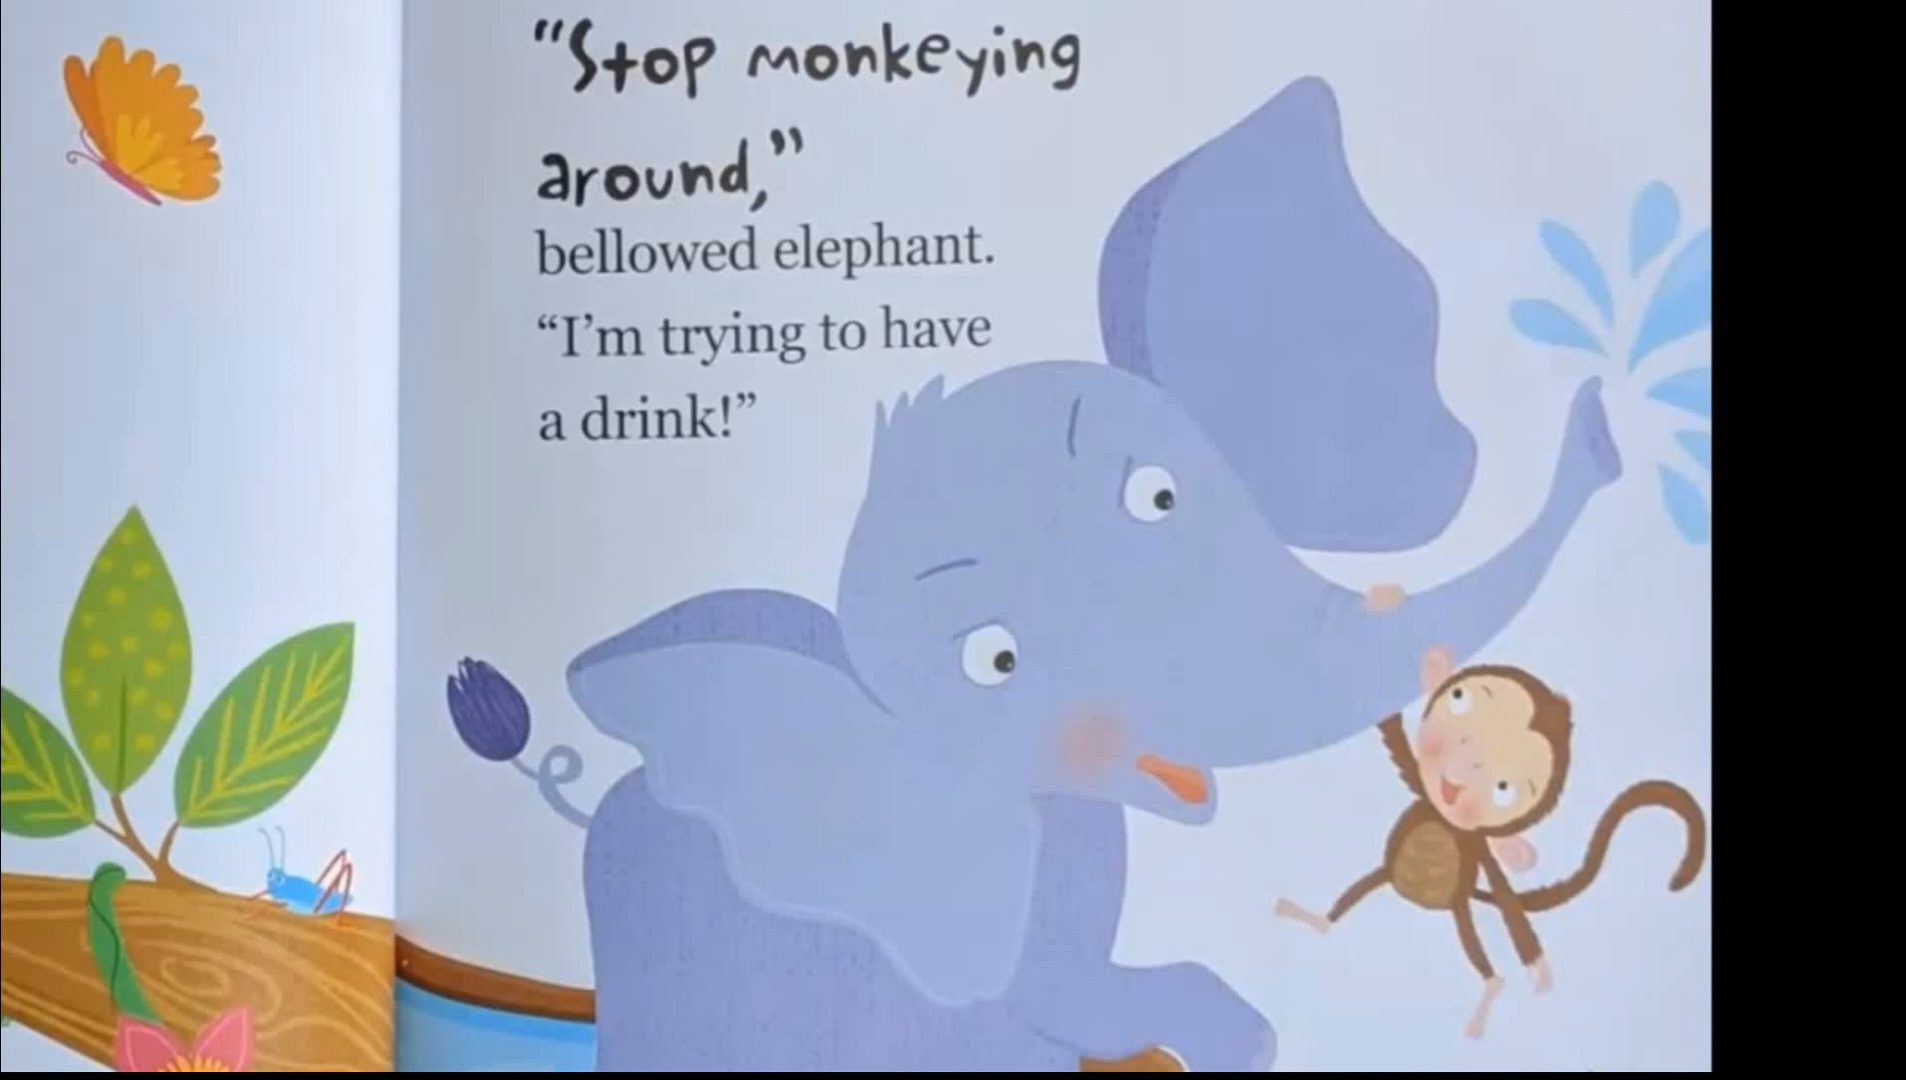 “Stop monkeying
around,”
bellowed elephant.
“I’m trying to have
a drink!”